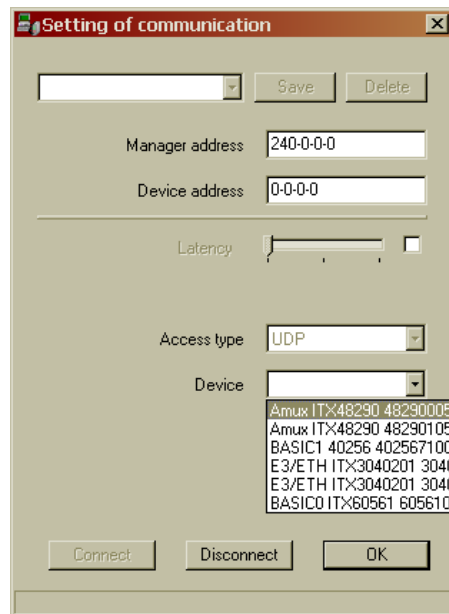 Setting of communication
Save
Delete
Manager address
240-0-0-0
Device address
0-0-0-0
Latency
Access type
UDP
Device
Amux ITX48290 48290005
Amux ITX48290 48290105
BASIC1 40256 402567100
E3/ETH ITX3040201 304
E3/ETH ITX3040201 304
BASIC0 ITX60561 605610
Connect
Disconnect
OK